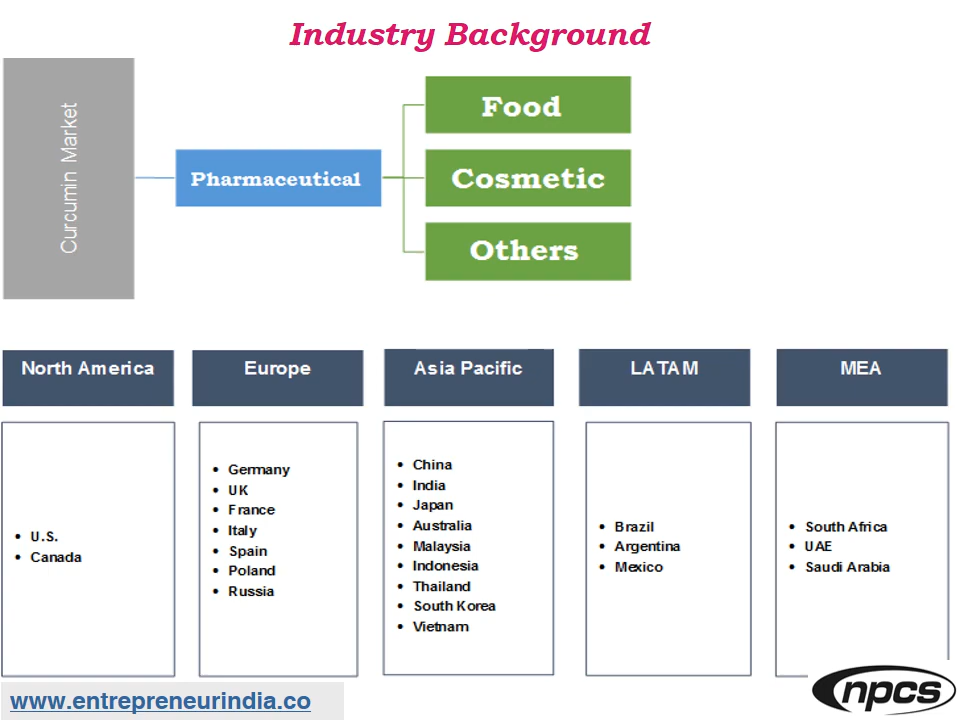 Industry Background
Curcumin Market
Pharmaceutical
Food
Cosmetic
Others
North America
• U.S.
• Canada
Europe
• Germany
• UK
• France
• Italy
• Spain
• Poland
• Russia
Asia Pacific
• China
• India
• Japan
• Australia
• Malaysia
• Indonesia
• Thailand
• South Korea
• Vietnam
LATAM
• Brazil
• Argentina
• Mexico
MEA
• South Africa
• UAE
• Saudi Arabia
www.entrepreneurindia.co
npcs